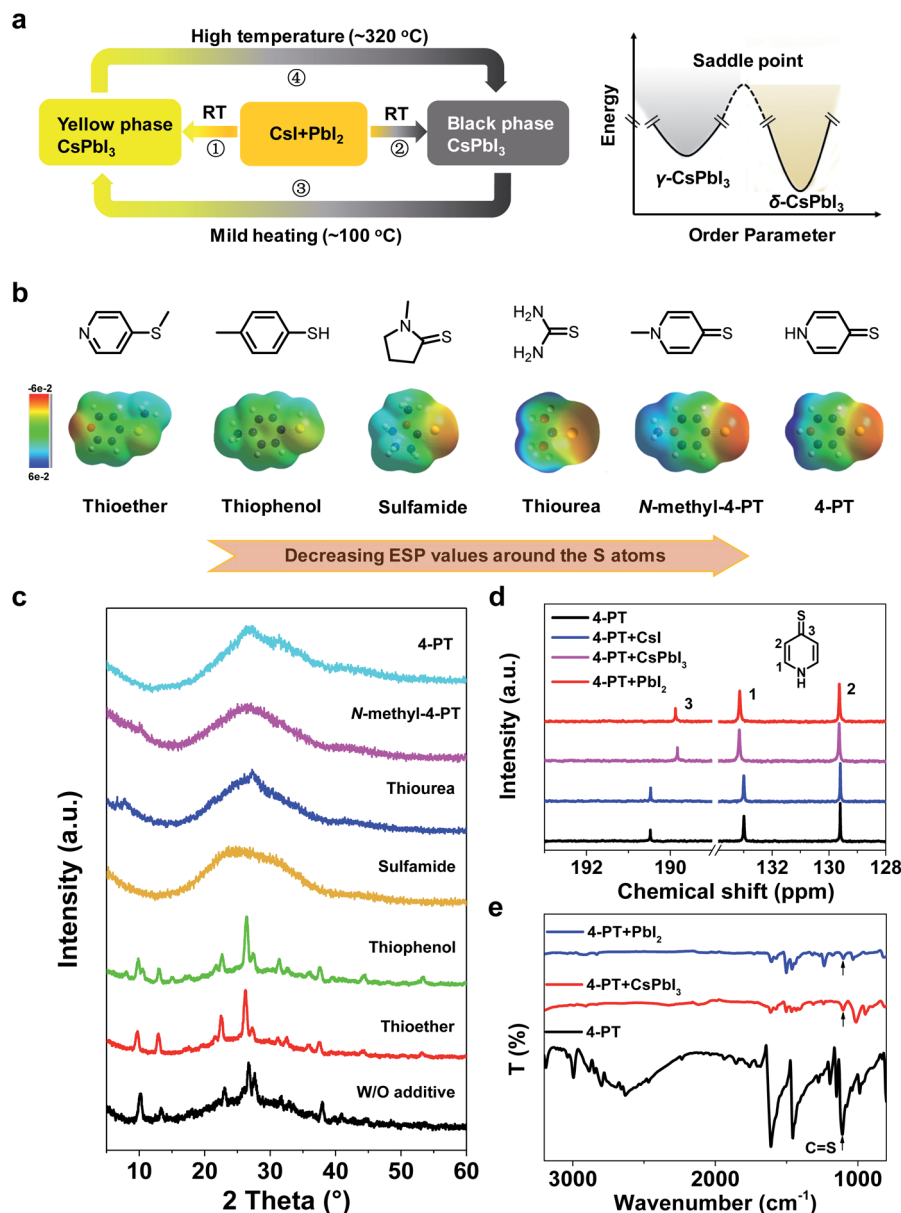 a
High temperature (~320 °C)
④
Yellow phase
CsPbI₃
RT
①
CsI+PbI₂
RT
②
Black phase
CsPbI₃
③
Mild heating (~100 °C)
Energy
Saddle point
γ-CsPbI₃
δ-CsPbI₃
Order Parameter
b
N
S
SH
N
S
H₂N
S
NH₂
N
S
HN
S
-6e-2
6e-2
Thioether
Thiophenol
Sulfamide
Thiourea
N-methyl-4-PT
4-PT
Decreasing ESP values around the S atoms
c
Intensity (a.u.)
4-PT
N-methyl-4-PT
Thiourea
Sulfamide
Thiophenol
Thioether
W/O additive
10
20
30
40
50
60
2 Theta (°)
d
Intensity (a.u.)
4-PT
4-PT+CsI
4-PT+CsPbI₃
4-PT+PbI₂
S
3
2
1
N
H
3
1
2
192
190
131
129
128
Chemical shift (ppm)
e
T (%)
4-PT+PbI₂
4-PT+CsPbI₃
4-PT
C=S
3000
2000
1000
Wavenumber (cm⁻¹)